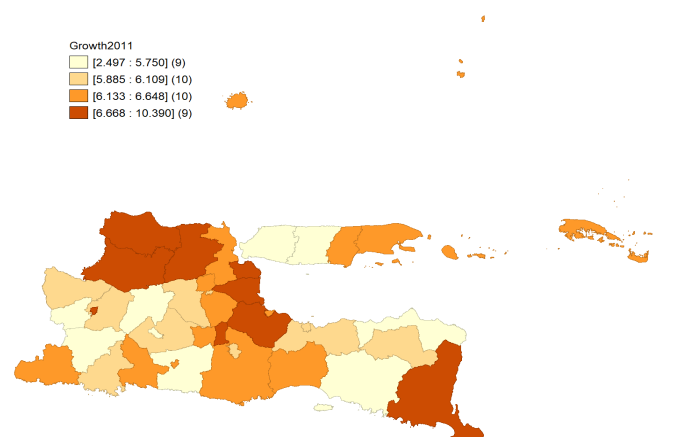 Growth2011
[2.497 : 5.750] (9)
[5.885 : 6.109] (10)
[6.133 : 6.648] (10)
[6.668 : 10.390] (9)